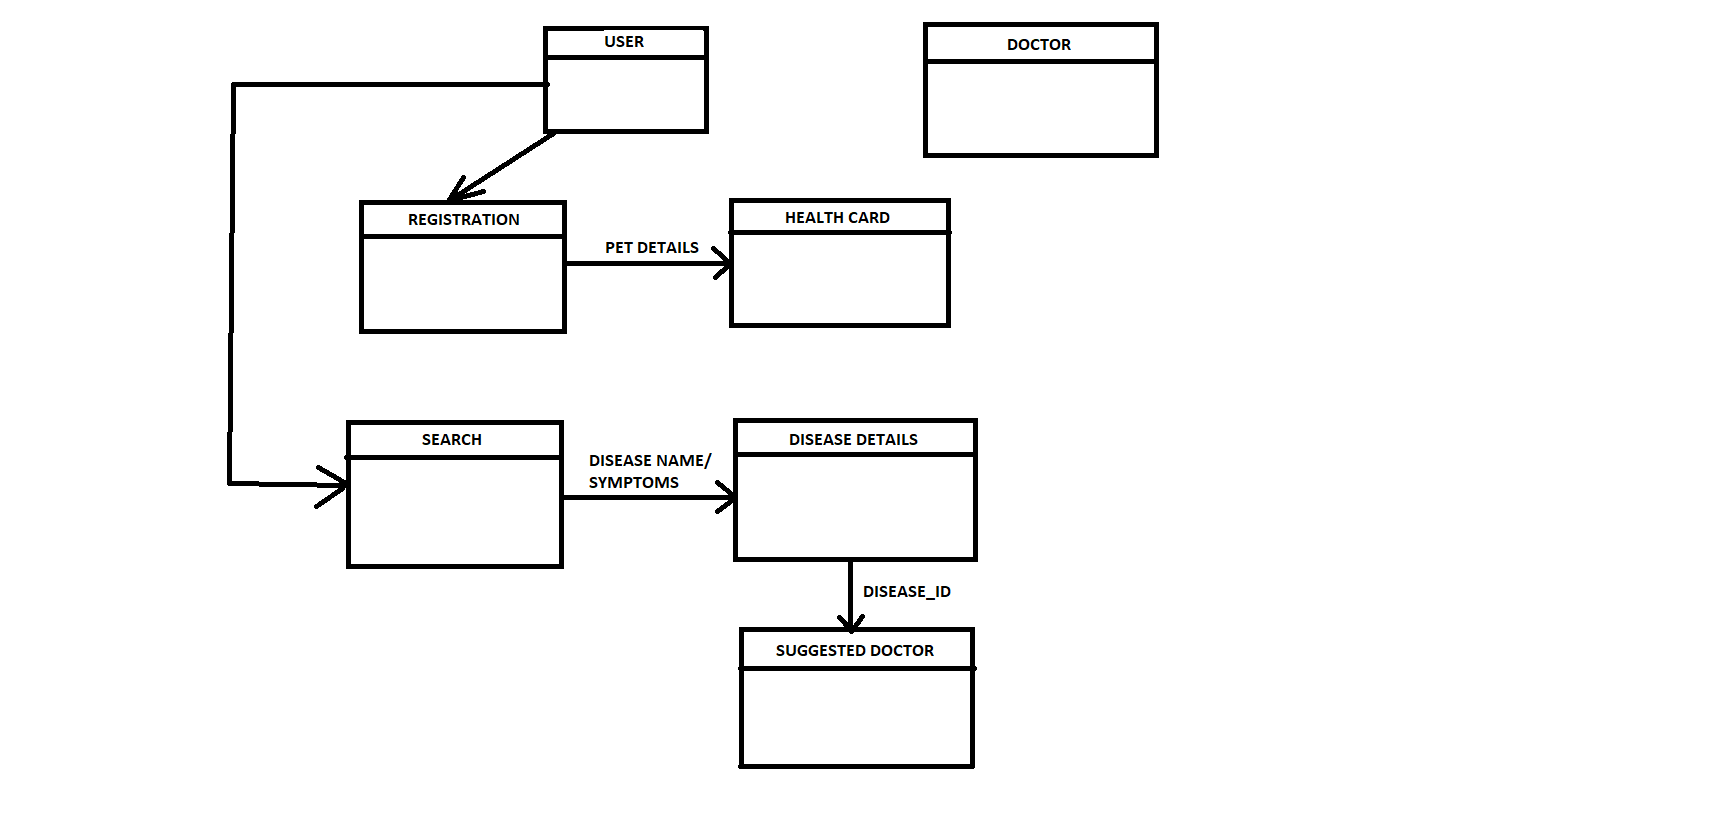 USER
DOCTOR
REGISTRATION
HEALTH CARD
PET DETAILS
SEARCH
DISEASE DETAILS
DISEASE NAME/
SYMPTOMS
DISEASE_ID
SUGGESTED DOCTOR